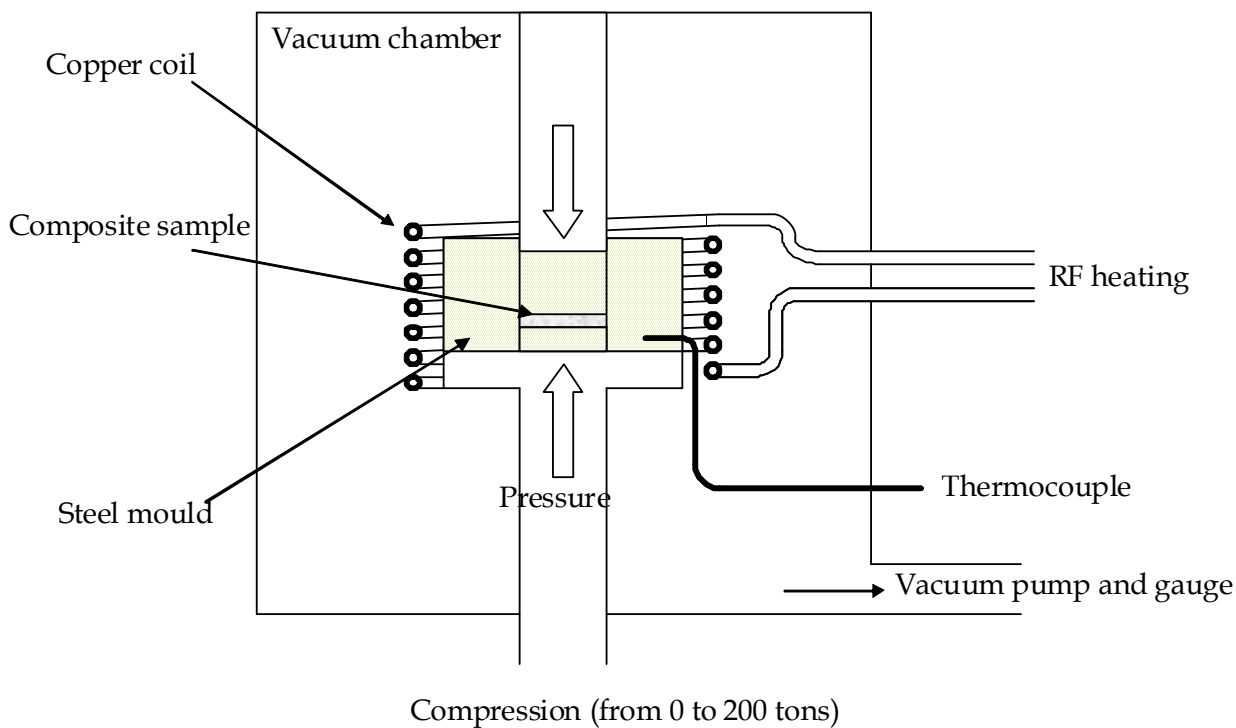 Vacuum chamber
Copper coil
Composite sample
RF heating
Steel mould
Pressure
Thermocouple
Vacuum pump and gauge
Compression (from 0 to 200 tons)